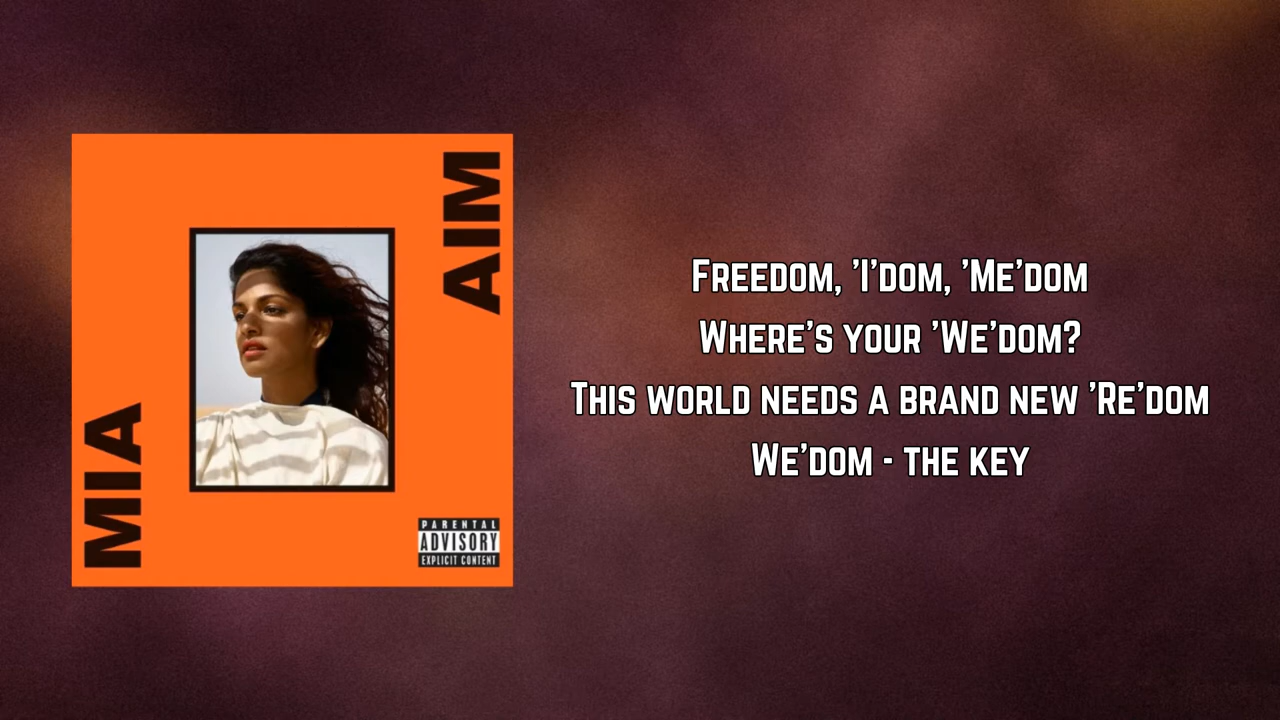 MIA
AIM
PARENTAL
ADVISORY
EXPLICIT CONTENT
Freedom, 'I'dom, 'Me'dom
Where's your 'We'dom?
This world needs a brand new 'Re'dom
We'dom - the key